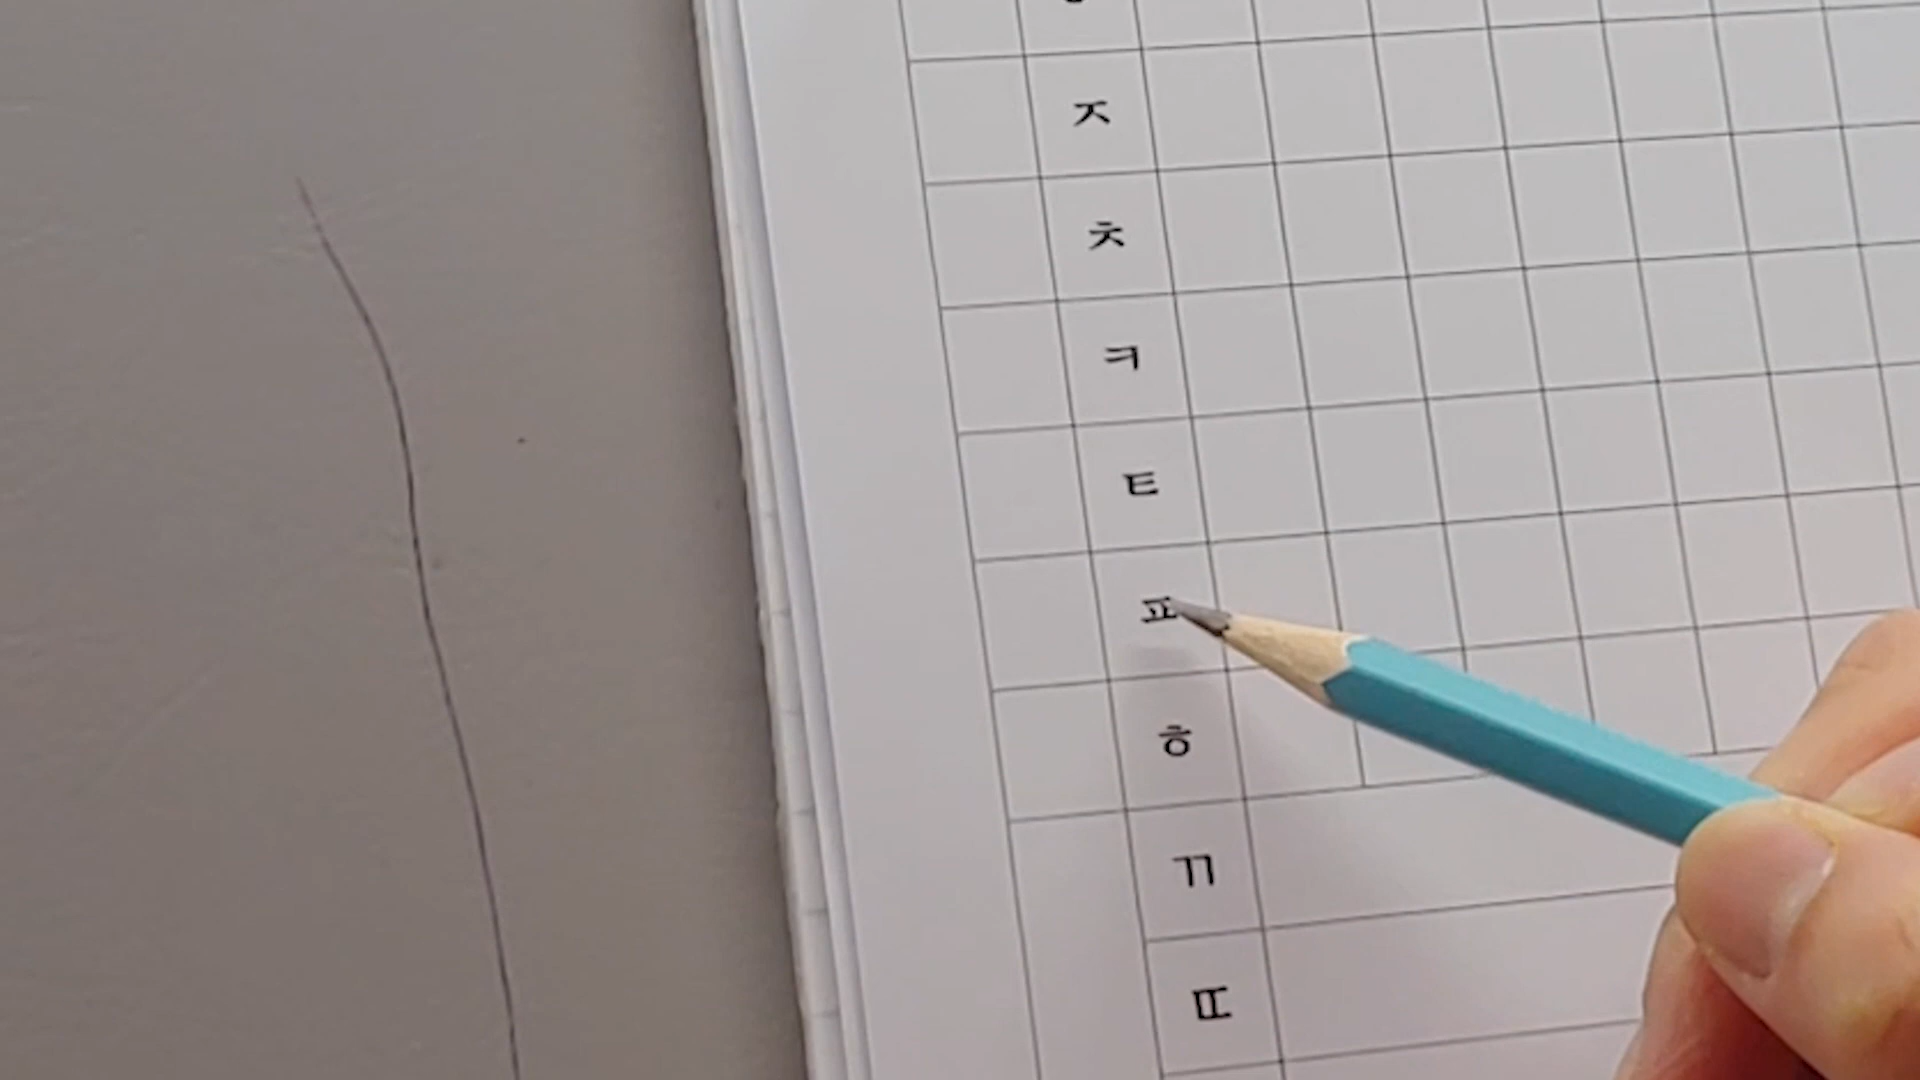 ㅈ
ㅊ
ㅋ
ㅌ
ㅍ
ㅎ
ㄲ
ㄸ